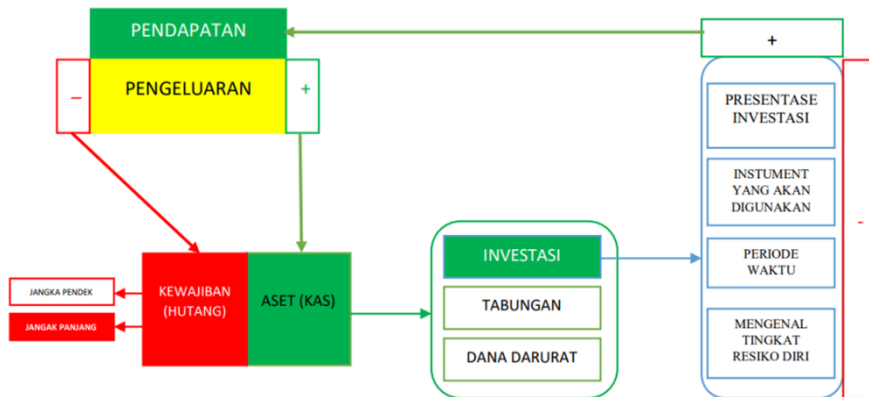 PENDAPATAN
+
–
PENGELUARAN
+
PRESENTASE
INVESTASI
INSTUMENT
YANG AKAN
DIGUNAKAN
-
INVESTASI
PERIODE
WAKTU
JANGKA PENDEK
KEWAJIBAN
(HUTANG)
ASET (KAS)
TABUNGAN
JANGAK PANJANG
DANA DARURAT
MENGENAL
TINGKAT
RESIKO DIRI